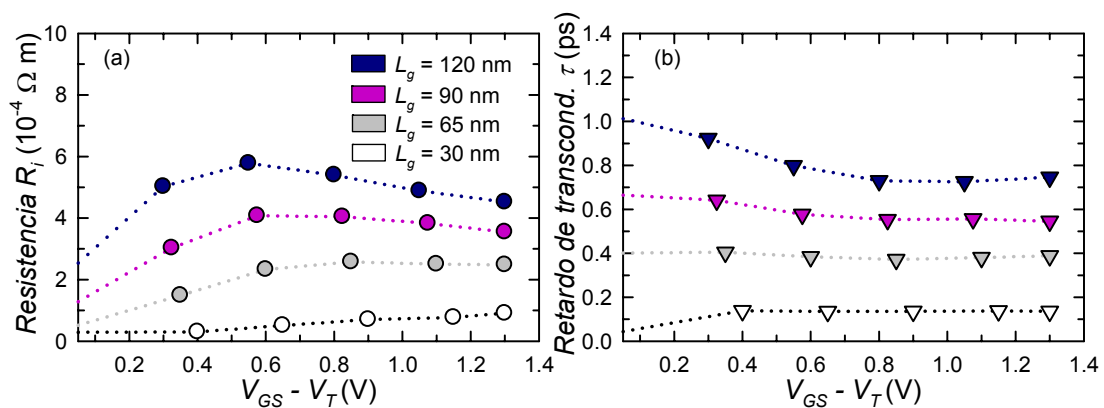 (a)
10
8
6
4
2
0
Resistencia R_i (10^-4 Ω m)
L_g = 120 nm
L_g = 90 nm
L_g = 65 nm
L_g = 30 nm
0.2 0.4 0.6 0.8 1.0 1.2 1.4
V_GS - V_T (V)
(b)
1.4
1.2
1.0
0.8
0.6
0.4
0.2
0.0
Retardo de transcond. τ (ps)
0.2 0.4 0.6 0.8 1.0 1.2 1.4
V_GS - V_T (V)